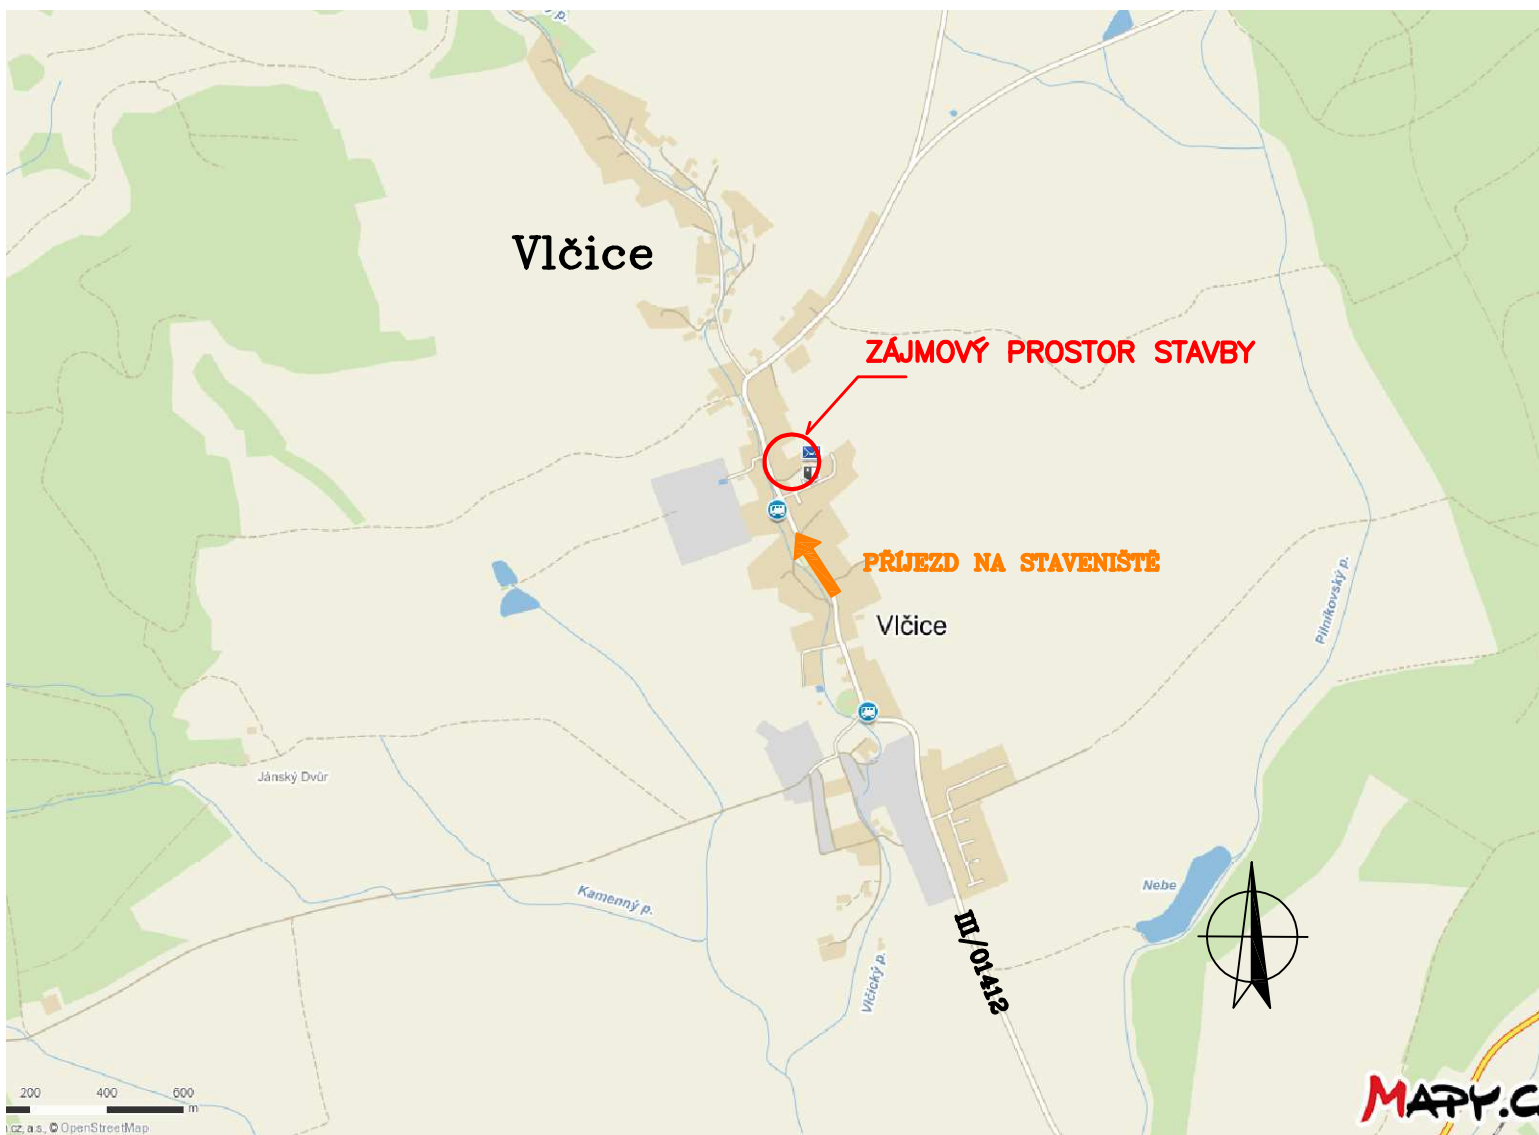 ý p.
Vlčice
ZÁJMOVÝ PROSTOR STAVBY
PŘÍJEZD NA STAVENIŠTĚ
Vlčice
Pilníkovský p.
Jánský Dvůr
Kamenný p.
Nebe
Vlčický p.
III/01412
200 400 600
m
.cz, a.s., © OpenStreetMap
MAPY.C